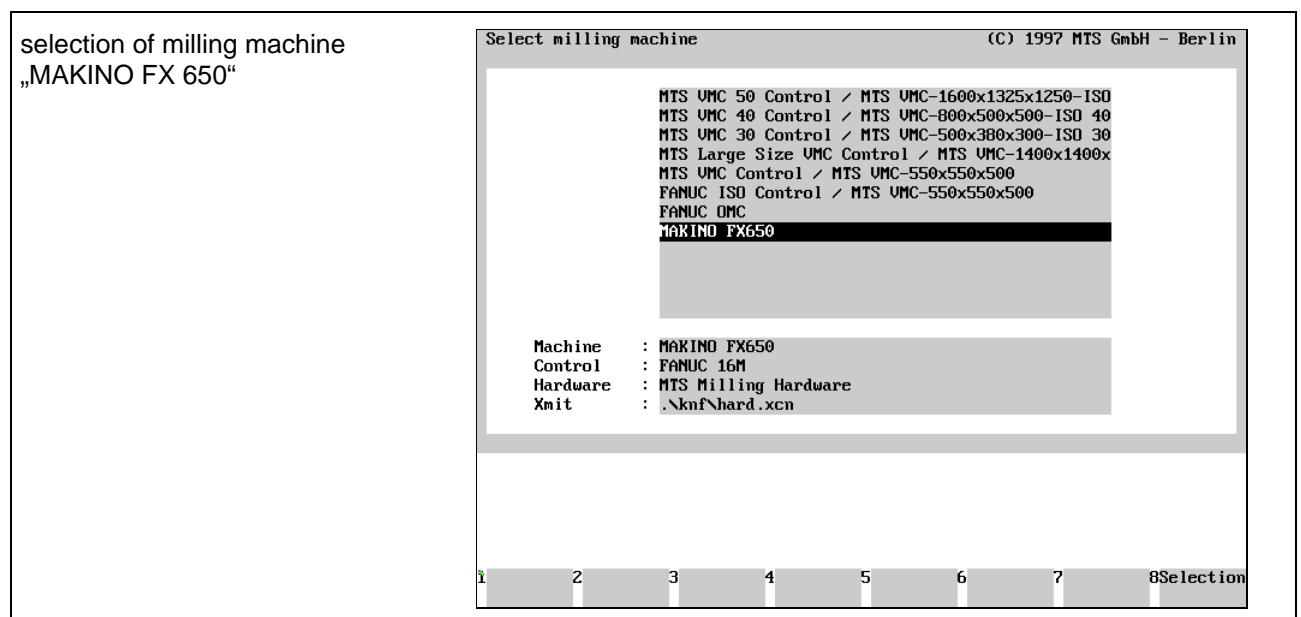 selection of milling machine
„MAKINO FX 650“
Select milling machine (C) 1997 MTS GmbH - Berlin
MTS VMC 50 Control / MTS VMC-1600x1325x1250-ISO
MTS VMC 40 Control / MTS VMC-800x500x500-ISO 40
MTS VMC 30 Control / MTS VMC-500x380x300-ISO 30
MTS Large Size VMC Control / MTS VMC-1400x1400x
MTS VMC Control / MTS VMC-550x550x500
FANUC ISO Control / MTS VMC-550x550x500
FANUC OMC
MAKINO FX650
Machine : MAKINO FX650
Control : FANUC 16M
Hardware : MTS Milling Hardware
Xmit : .\knf\hard.xcn
1 2 3 4 5 6 7 8Selection